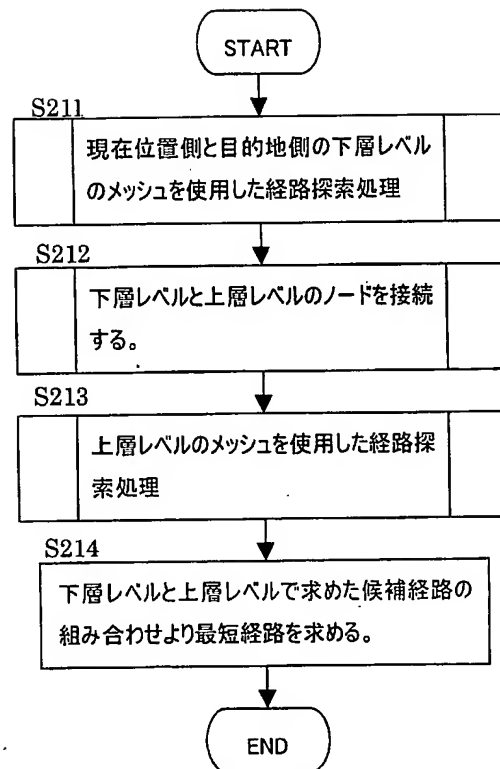 START
S211
現在位置側と目的地側の下層レベル
のメッシュを使用した経路探索処理
S212
下層レベルと上層レベルのノードを接続
する。
S213
上層レベルのメッシュを使用した経路探
索処理
S214
下層レベルと上層レベルで求めた候補経路の
組み合わせより最短経路を求める。
END